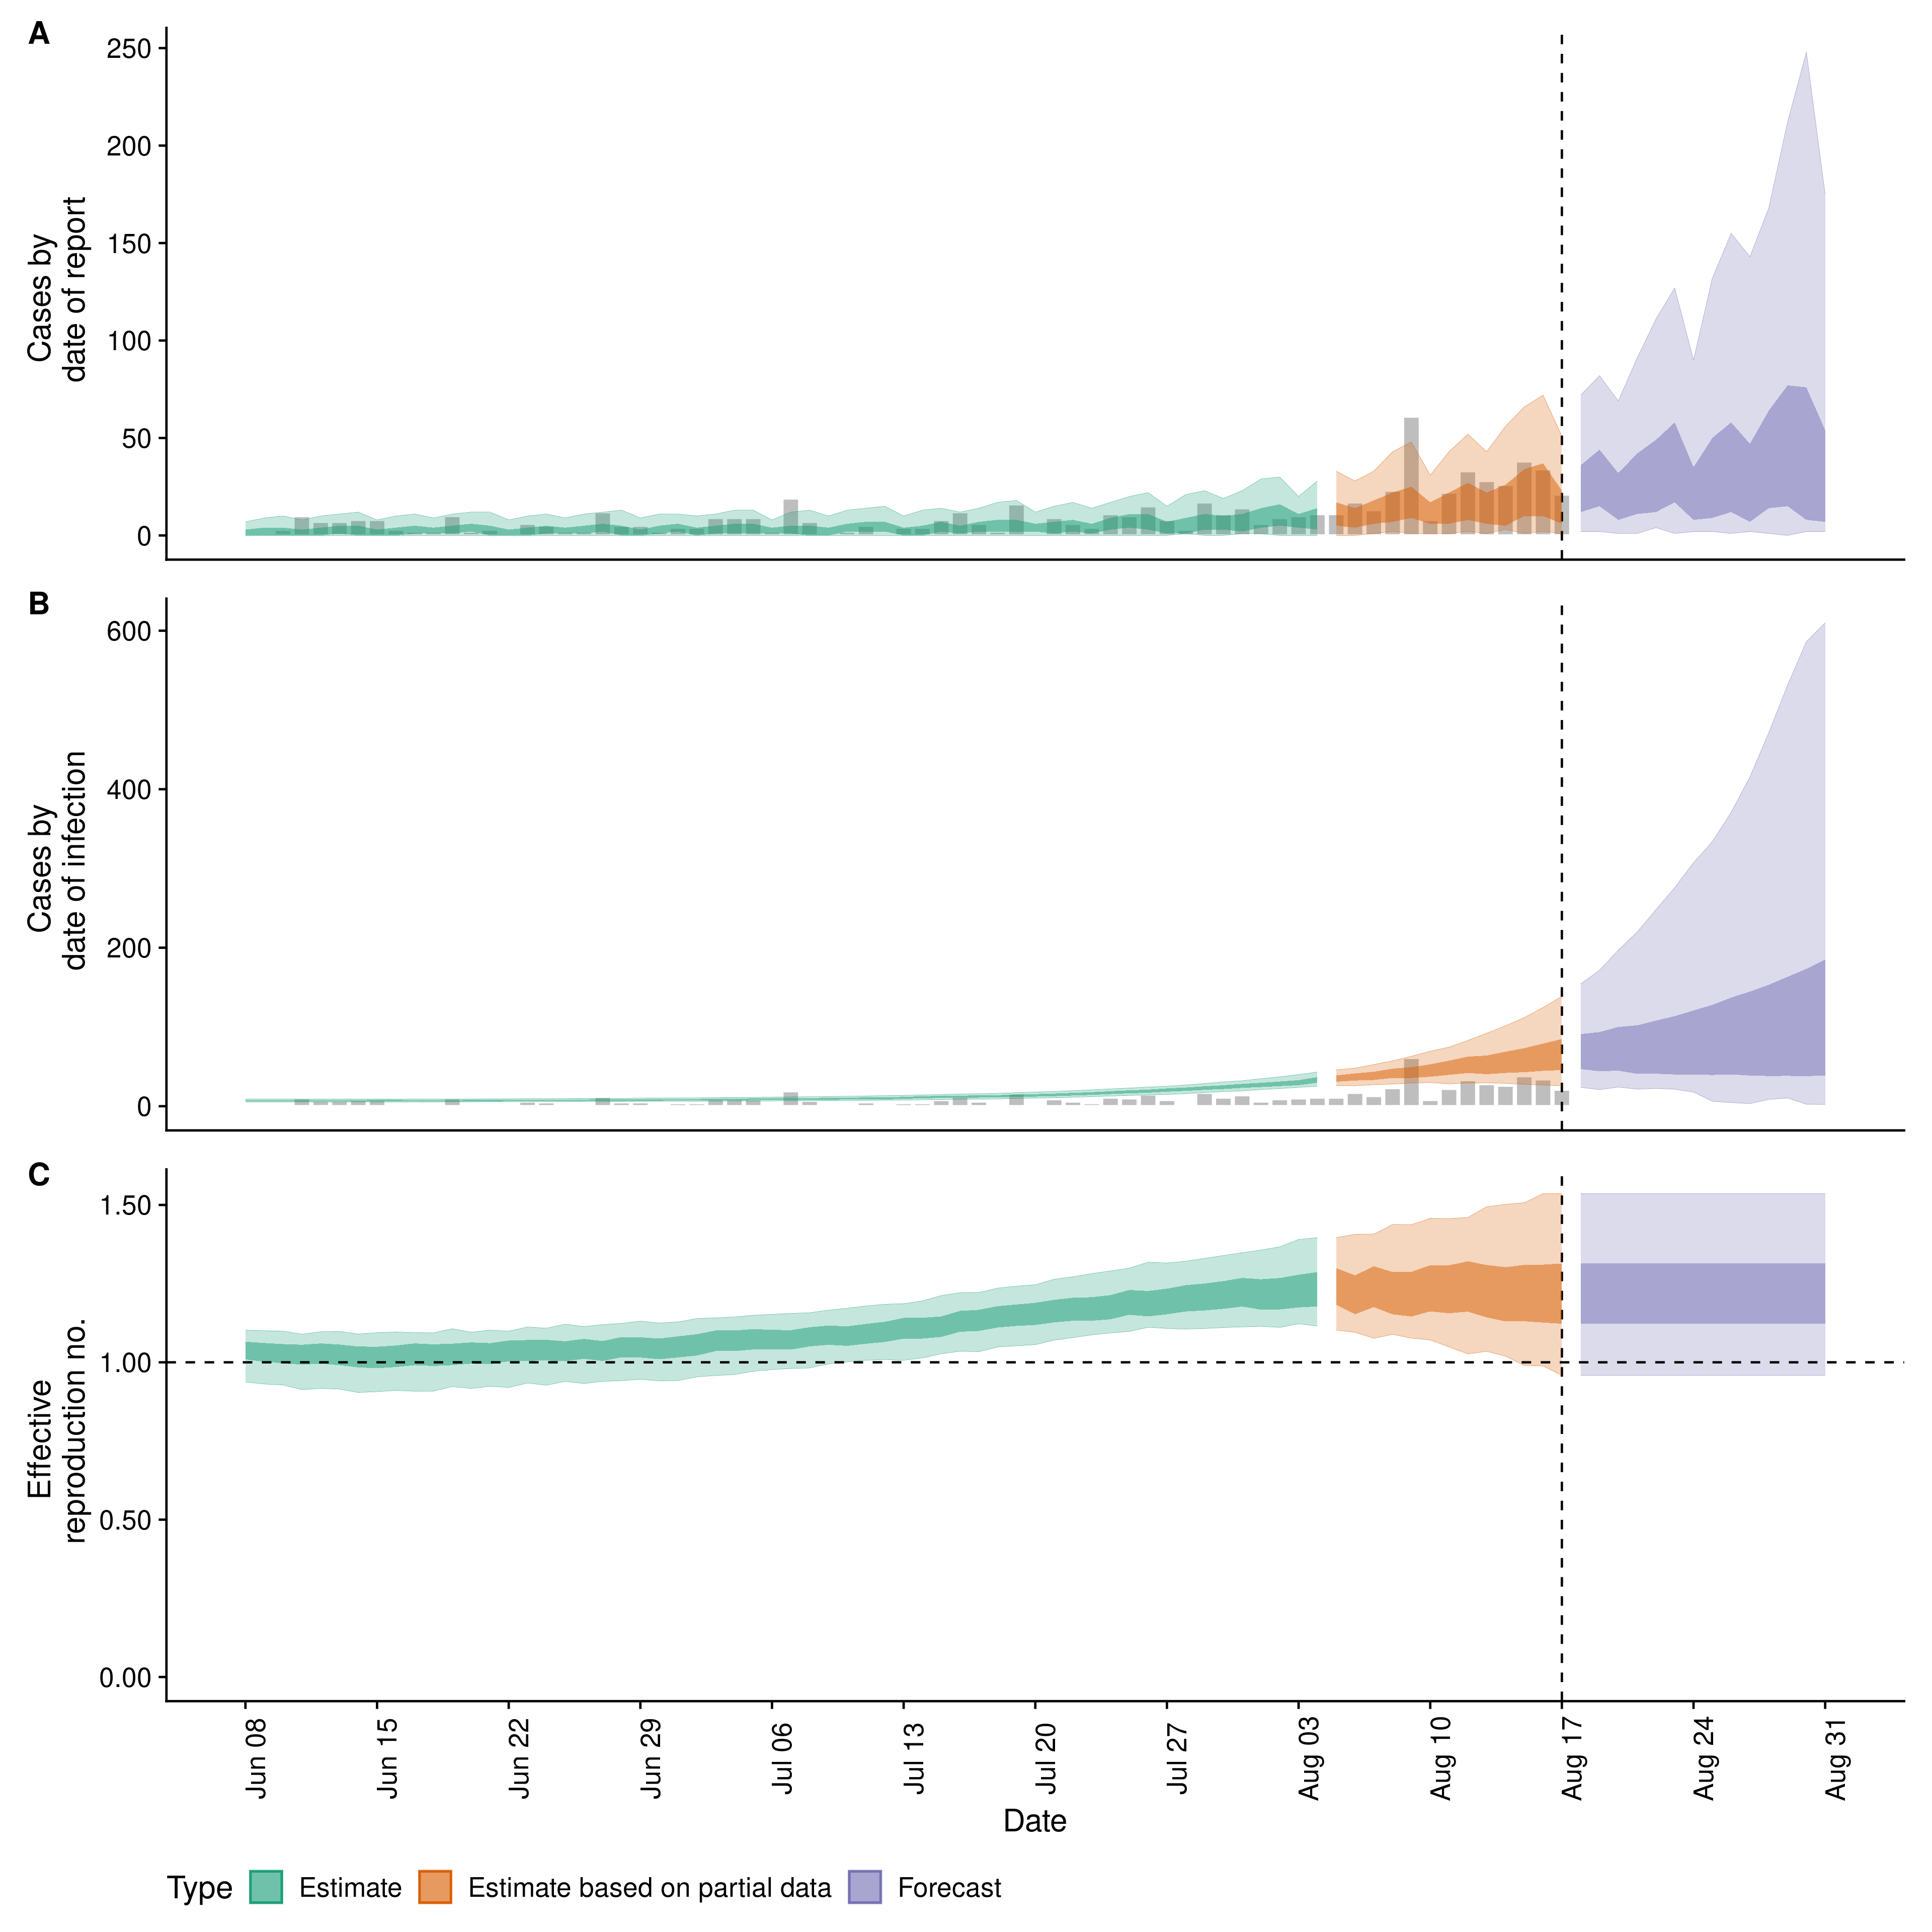 A
250
200
150
100
50
0
Cases by
date of report
B
600
400
200
0
Cases by
date of infection
C
1.50
1.00
0.50
0.00
Effective
reproduction no.
Jun 08
Jun 15
Jun 22
Jun 29
Jul 06
Jul 13
Jul 20
Jul 27
Aug 03
Aug 10
Aug 17
Aug 24
Aug 31
Date
Type Estimate Estimate based on partial data Forecast